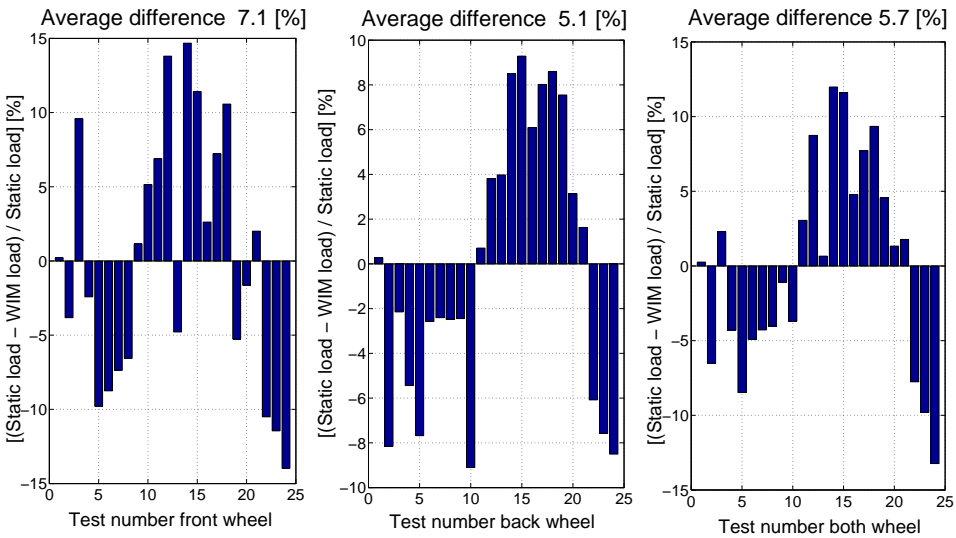 Average difference  7.1 [%]
[(Static load − WIM load) / Static load] [%]
15
10
5
0
−5
−10
−15
0 5 10 15 20 25
Test number front wheel
Average difference 5.1 [%]
[(Static load − WIM load) / Static load] [%]
10
8
6
4
2
0
−2
−4
−6
−8
−10
0 5 10 15 20 25
Test number back wheel
Average difference 5.7 [%]
[(Static load − WIM load) / Static load] [%]
15
10
5
0
−5
−10
−15
0 5 10 15 20 25
Test number both wheel